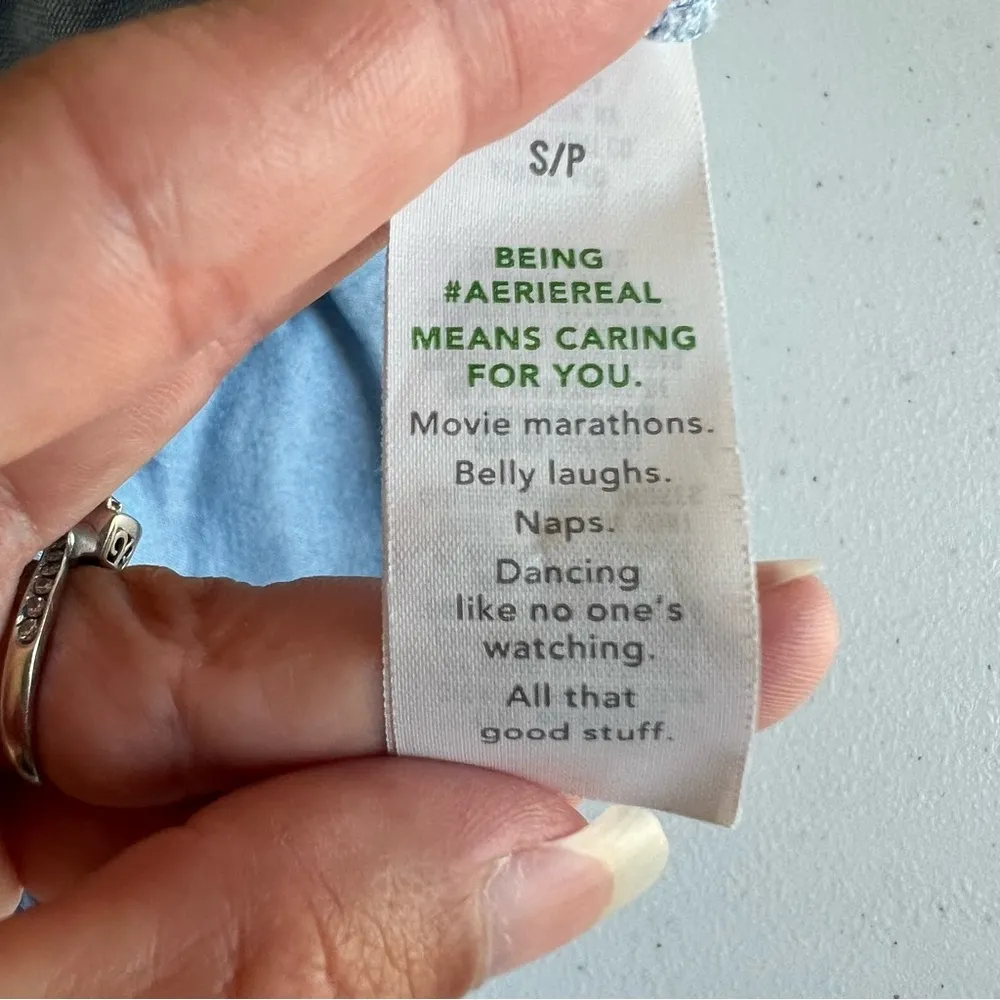 S/P
BEING
#AERIEREAL
MEANS CARING
FOR YOU.
Movie marathons.
Belly laughs.
Naps.
Dancing
like no one's
watching.
All that
good stuff.